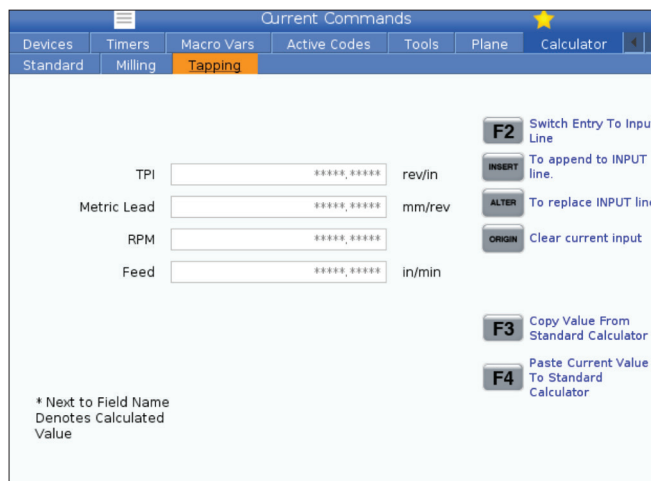 Current Commands
Devices Timers Macro Vars Active Codes Tools Plane Calculator
Standard Milling Tapping
F2 Switch Entry To Inpu
Line
INSERT To append to INPUT
line.
TPI *****.***** rev/in
ALTER To replace INPUT line
Metric Lead *****.***** mm/rev
ORIGIN Clear current input
RPM *****.*****
Feed *****.***** in/min
F3 Copy Value From
Standard Calculator
F4 Paste Current Value
To Standard
Calculator
* Next to Field Name
Denotes Calculated
Value